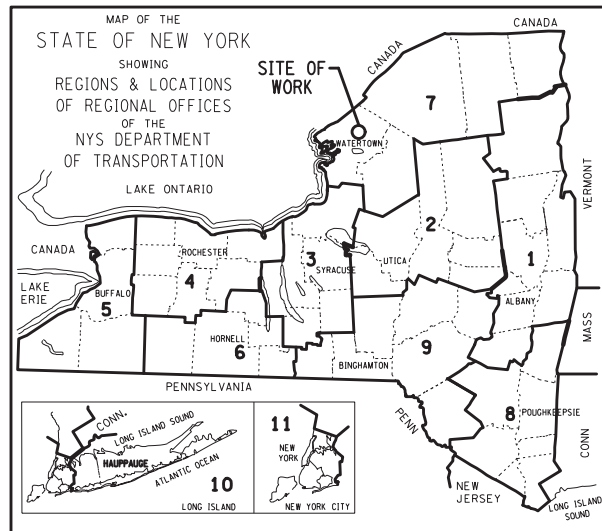 MAP OF THE
STATE OF NEW YORK
SHOWING
REGIONS & LOCATIONS
OF REGIONAL OFFICES
OF THE
NYS DEPARTMENT
OF TRANSPORTATION
SITE OF
WORK
CANADA
CANADA
7
WATERTOWN
LAKE ONTARIO
VERMONT
2
CANADA
ROCHESTER
3
SYRACUSE
UTICA
1
LAKE
ERIE
BUFFALO
4
5
ALBANY
MASS
HORNELL
6
9
BINGHAMTON
PENNSYLVANIA
PENN
8
POUGHKEEPSIE
CONN
NEW
JERSEY
LONG ISLAND
SOUND
CONN.
LONG ISLAND SOUND
HAUPPAUGE
ATLANTIC OCEAN
10
LONG ISLAND
11
NEW
YORK
NEW YORK CITY